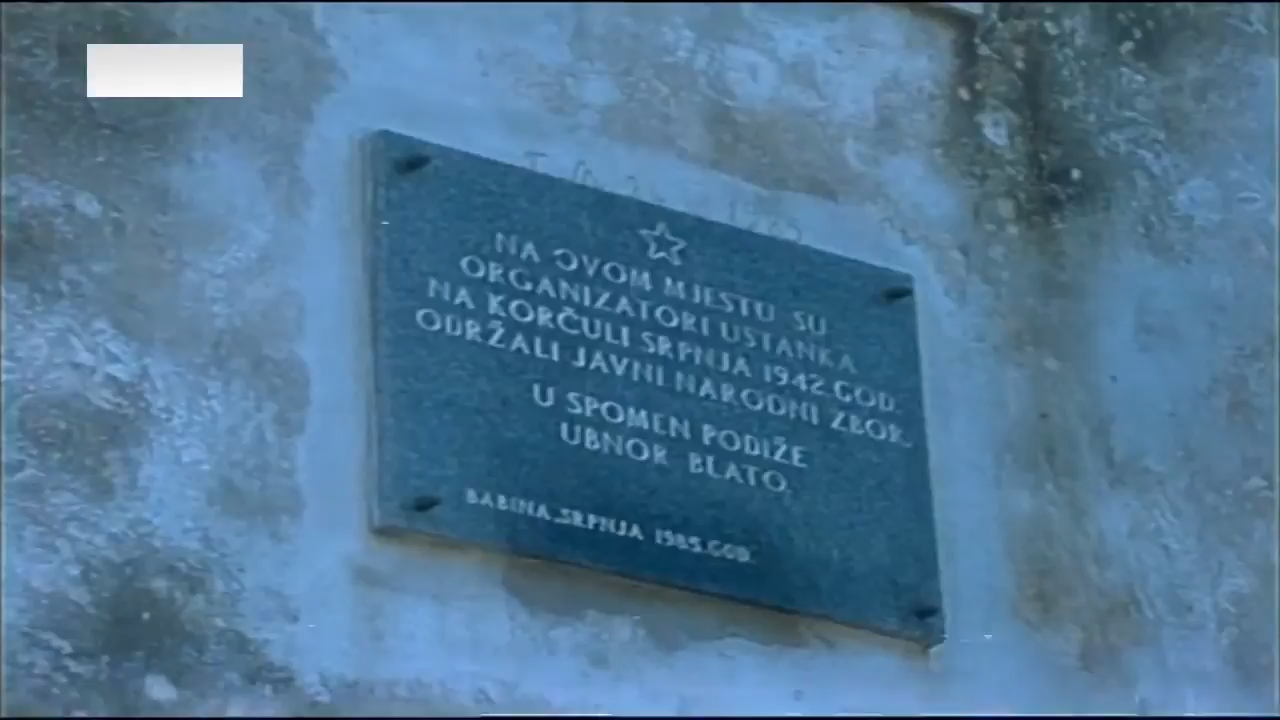 NA OVOM MJESTU SU
ORGANIZATORI USTANKA
NA KORČULI SRPNJA 1942.GOD.
ODRŽALI JAVNI NARODNI ZBOR.
U SPOMEN PODIŽE
UBNOR BLATO.
BABINA,SRPNJA 1985.GOD.